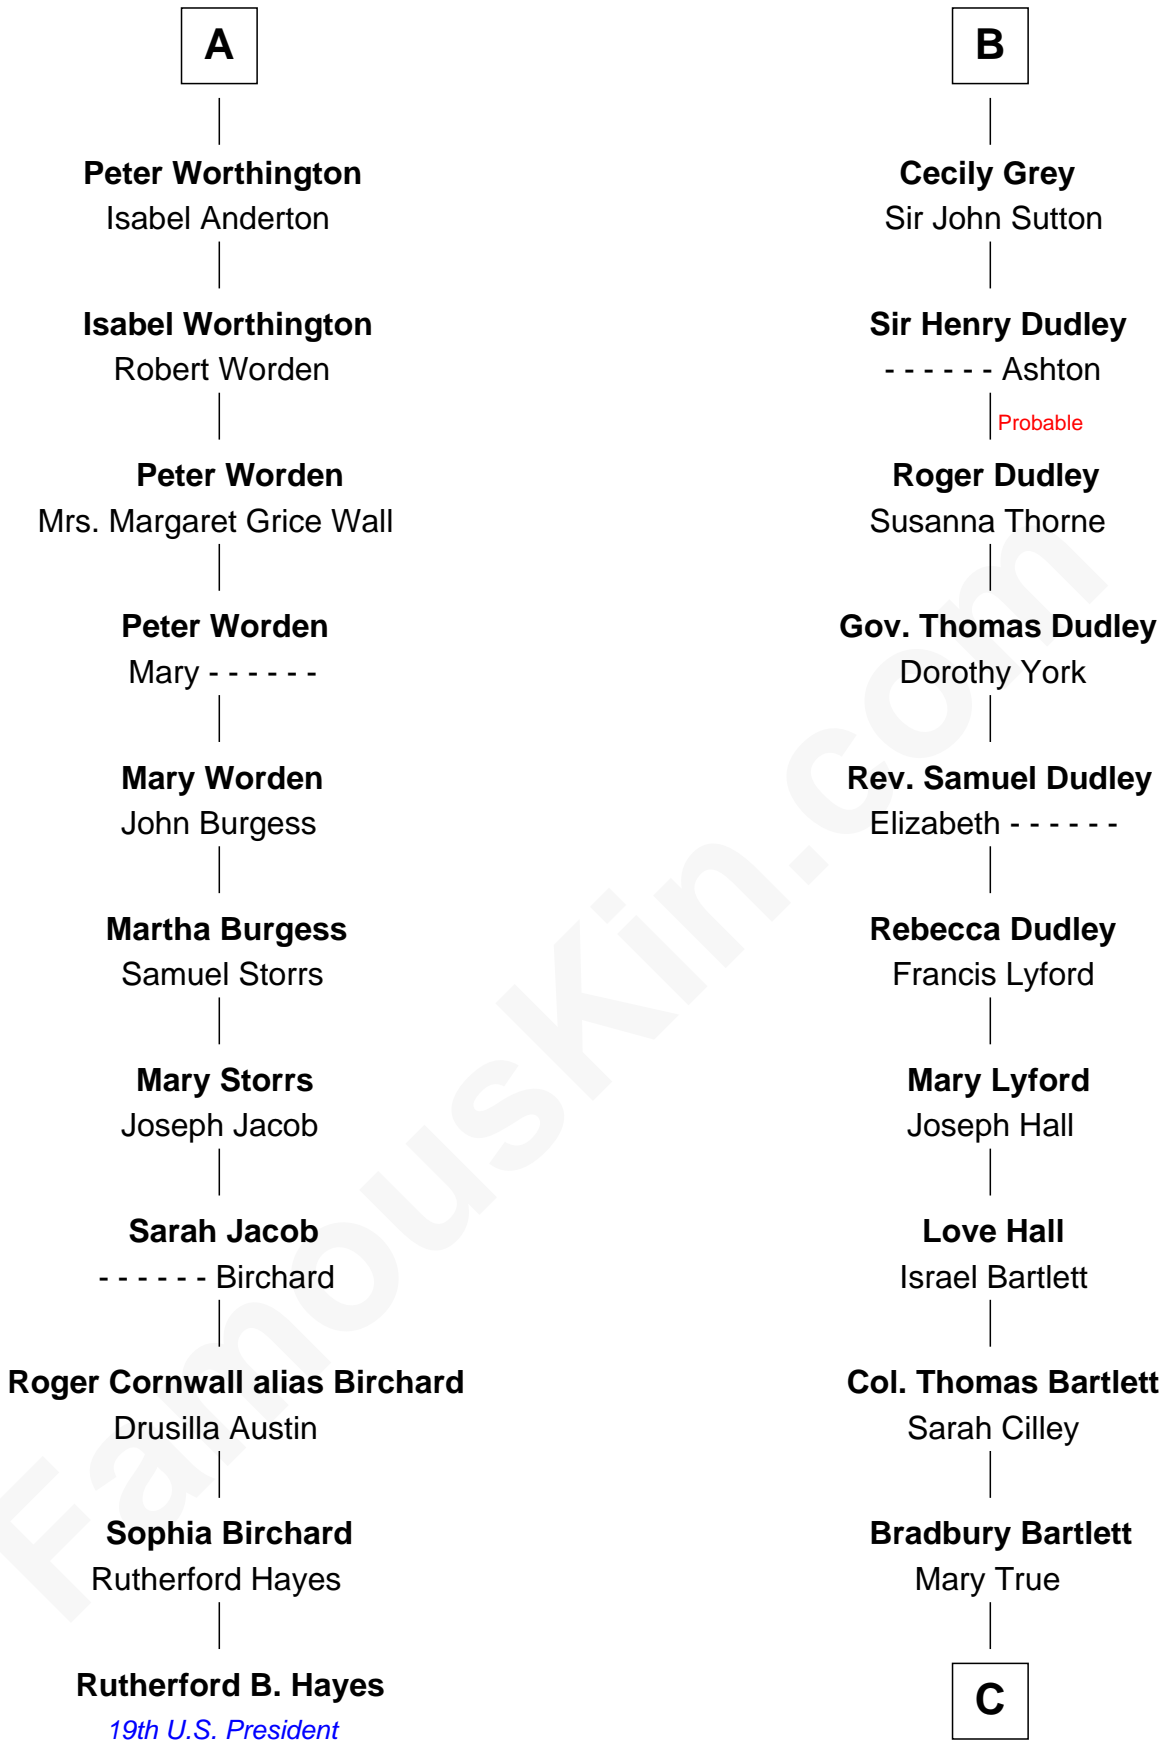 A
Peter Worthington
Isabel Anderton
Isabel Worthington
Robert Worden
Peter Worden
Mrs. Margaret Grice Wall
Peter Worden
Mary - - - - - -
Mary Worden
John Burgess
Martha Burgess
Samuel Storrs
Mary Storrs
Joseph Jacob
Sarah Jacob
- - - - - - Birchard
Roger Cornwall alias Birchard
Drusilla Austin
Sophia Birchard
Rutherford Hayes
Rutherford B. Hayes
19th U.S. President
B
Cecily Grey
Sir John Sutton
Sir Henry Dudley
- - - - - - Ashton
Probable
Roger Dudley
Susanna Thorne
Gov. Thomas Dudley
Dorothy York
Rev. Samuel Dudley
Elizabeth - - - - - -
Rebecca Dudley
Francis Lyford
Mary Lyford
Joseph Hall
Love Hall
Israel Bartlett
Col. Thomas Bartlett
Sarah Cilley
Bradbury Bartlett
Mary True
C
FamousKin.com